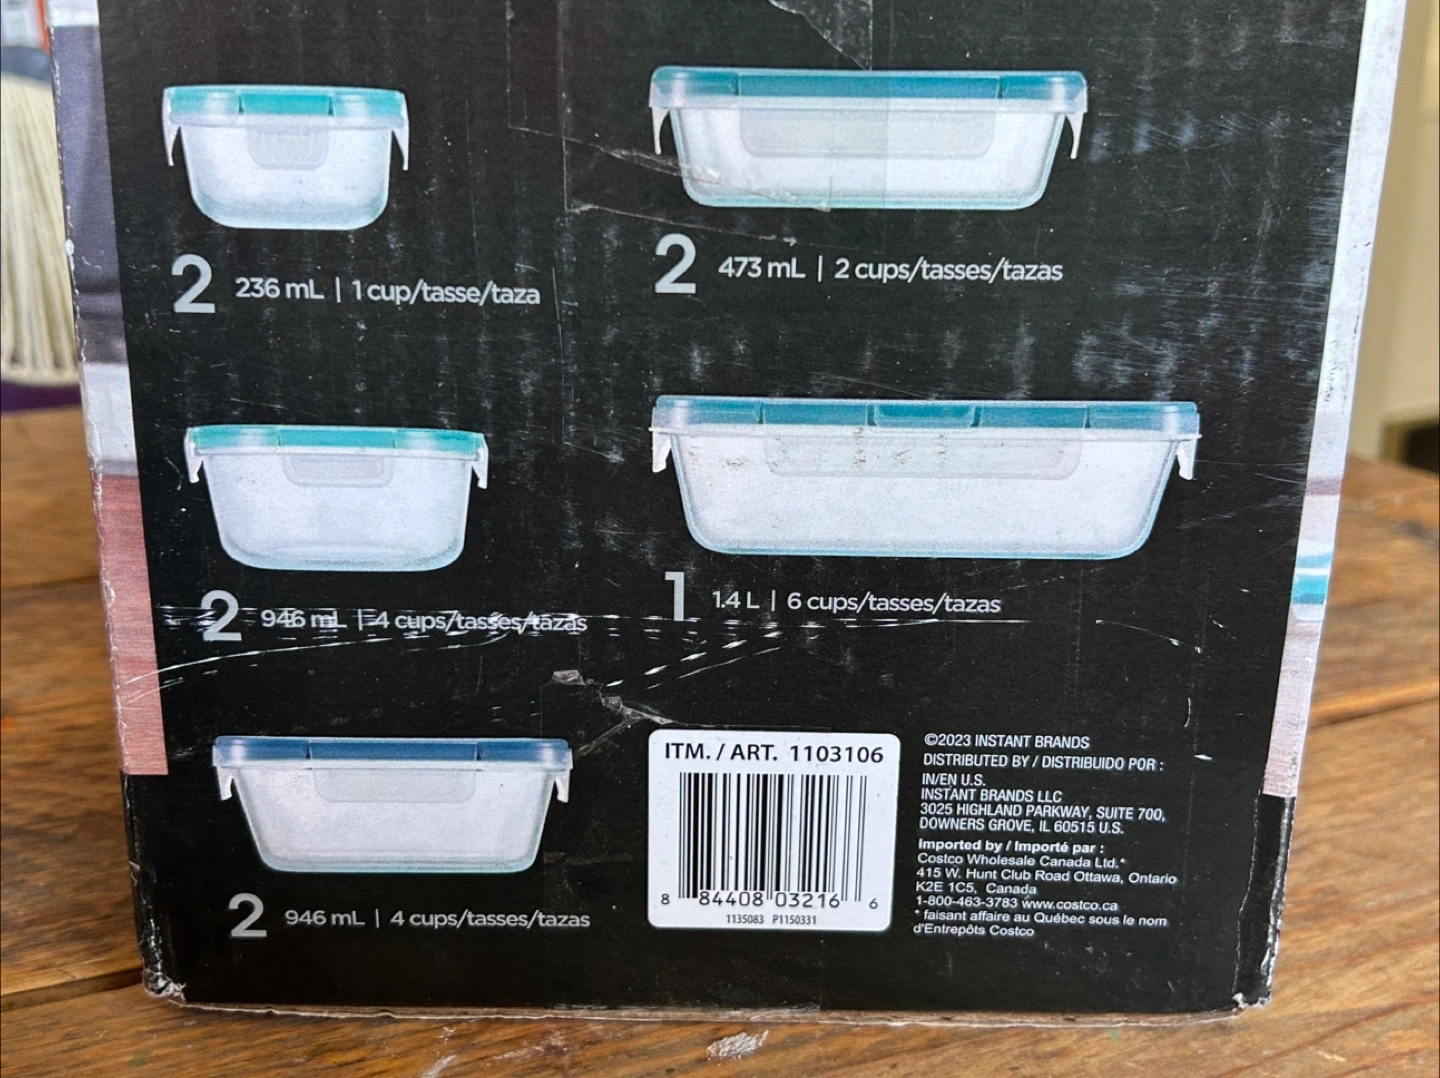 2 236 mL | 1 cup/tasse/taza
2 473 mL | 2 cups/tasses/tazas
2 946 mL | 4 cups/tasses/tazas
1 1.4 L | 6 cups/tasses/tazas
2 946 mL | 4 cups/tasses/tazas
ITM. / ART. 1103106
8 84408 03216 6
1135083 P1150331
©2023 INSTANT BRANDS
DISTRIBUTED BY / DISTRIBUIDO POR :
IN/EN U.S.
INSTANT BRANDS LLC
3025 HIGHLAND PARKWAY, SUITE 700,
DOWNERS GROVE, IL 60515 U.S.
Imported by / Importé par :
Costco Wholesale Canada Ltd.*
415 W. Hunt Club Road Ottawa, Ontario
K2E 1C5, Canada
1-800-463-3783 www.costco.ca
* faisant affaire au Québec sous le nom
d'Entrepôts Costco